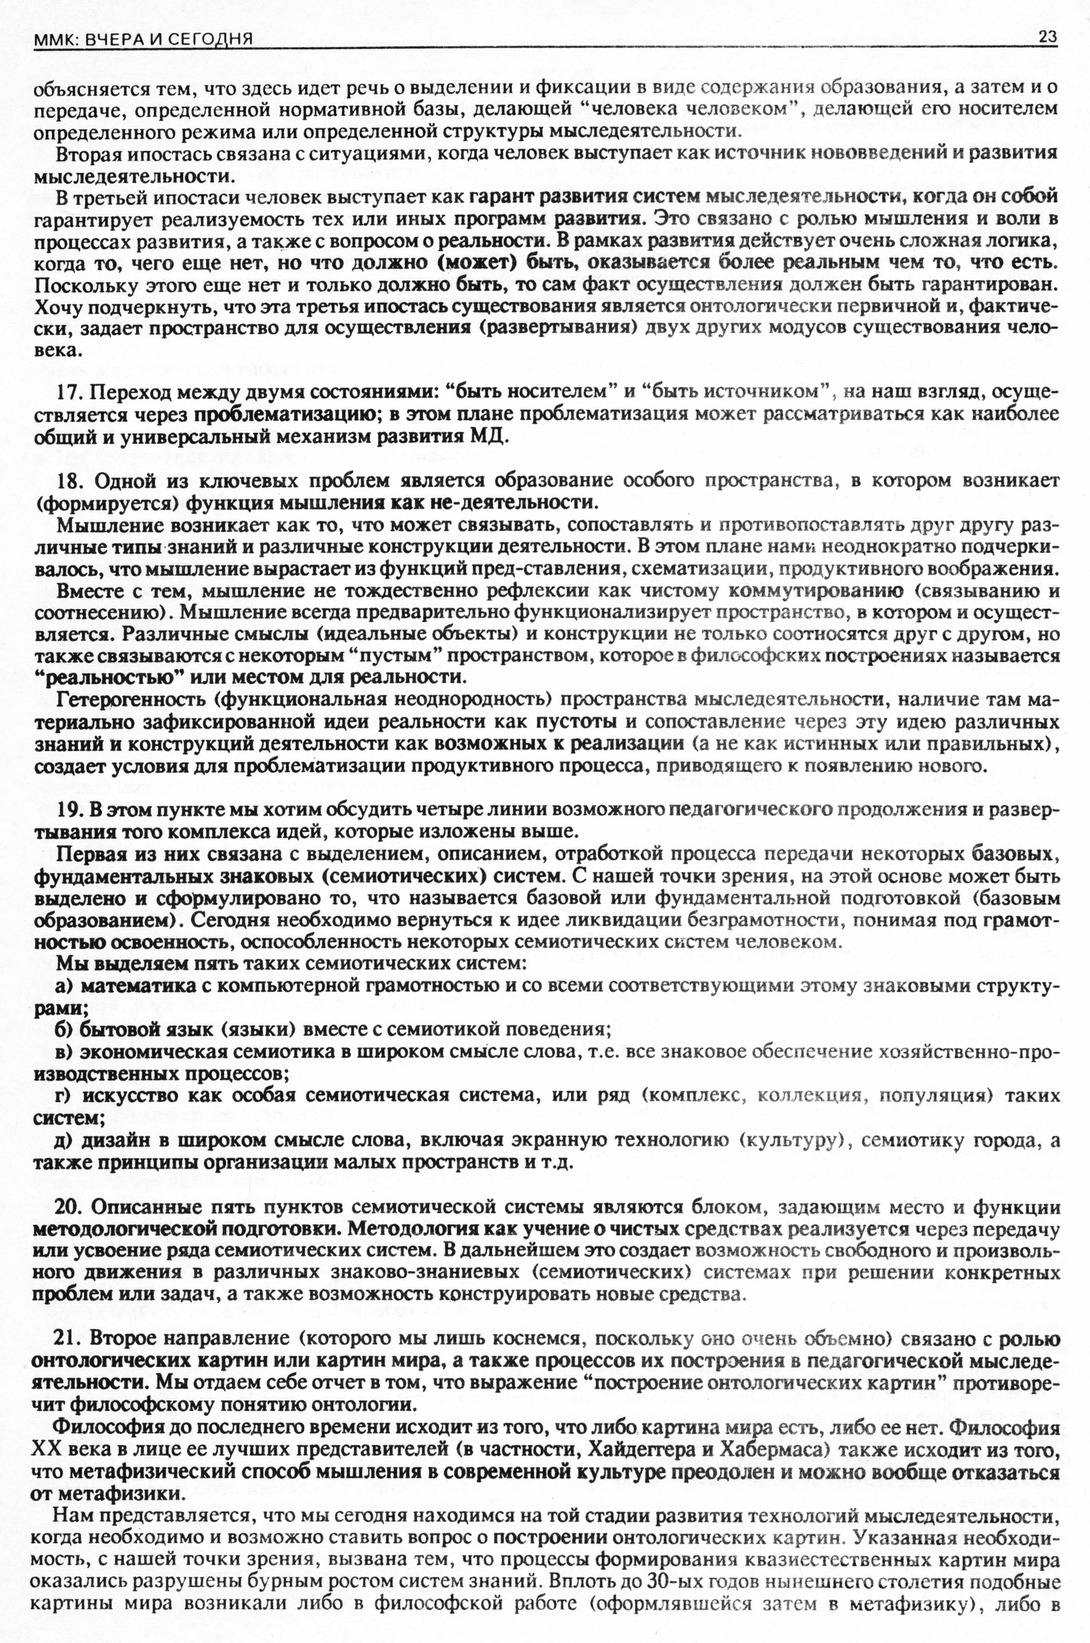 ММК: ВЧЕРА И СЕГОДНЯ 23
объясняется тем, что здесь идет речь о выделении и фиксации в виде содержания образования, а затем и о
передаче, определенной нормативной базы, делающей “человека человеком”, делающей его носителем
определенного режима или определенной структуры мыследеятельности.
Вторая ипостась связана с ситуациями, когда человек выступает как источник нововведений и развития
мыследеятельности.
В третьей ипостаси человек выступает как гарант развития систем мыследеятельности, когда он собой
гарантирует реализуемость тех или иных программ развития. Это связано с ролью мышления и воли в
процессах развития, а также с вопросом о реальности. В рамках развития действует очень сложная логика,
когда то, чего еще нет, но что должно (может) быть, оказывается более реальным чем то, что есть.
Поскольку этого еще нет и только должно быть, то сам факт осуществления должен быть гарантирован.
Хочу подчеркнуть, что эта третья ипостась существования является онтологически первичной и, фактиче-
ски, задает пространство для осуществления (развертывания) двух других модусов существования чело-
века.
17. Переход между двумя состояниями: “быть носителем” и “быть источником”, на наш взгляд, осуще-
ствляется через проблематизацию; в этом плане проблематизация может рассматриваться как наиболее
общий и универсальный механизм развития МД.
18. Одной из ключевых проблем является образование особого пространства, в котором возникает
(формируется) функция мышления как не-деятельности.
Мышление возникает как то, что может связывать, сопоставлять и противопоставлять друг другу раз-
личные типы знаний и различные конструкции деятельности. В этом плане нами неоднократно подчерки-
валось, что мышление вырастает из функций пред-ставления, схематизации, продуктивного воображения.
Вместе с тем, мышление не тождественно рефлексии как чистому коммутированию (связыванию и
соотнесению). Мышление всегда предварительно функционализирует пространство, в котором и осущест-
вляется. Различные смыслы (идеальные объекты) и конструкции не только соотносятся друг с другом, но
также связываются с некоторым “пустым” пространством, которое в философских построениях называется
“реальностью” или местом для реальности.
Гетерогенность (функциональная неоднородность) пространства мыследеятельности, наличие там ма-
териально зафиксированной идеи реальности как пустоты и сопоставление через эту идею различных
знаний и конструкций деятельности как возможных к реализации (а не как истинных или правильных),
создает условия для проблематизации продуктивного процесса, приводящего к появлению нового.
19. В этом пункте мы хотим обсудить четыре линии возможного педагогического продолжения и развер-
тывания того комплекса идей, которые изложены выше.
Первая из них связана с выделением, описанием, отработкой процесса передачи некоторых базовых,
фундаментальных знаковых (семиотических) систем. С нашей точки зрения, на этой основе может быть
выделено и сформулировано то, что называется базовой или фундаментальной подготовкой (базовым
образованием). Сегодня необходимо вернуться к идее ликвидации безграмотности, понимая под грамот-
ностью освоенность, оспособленность некоторых семиотических систем человеком.
Мы выделяем пять таких семиотических систем:
а) математика с компьютерной грамотностью и со всеми соответствующими этому знаковыми структу-
рами;
б) бытовой язык (языки) вместе с семиотикой поведения;
в) экономическая семиотика в широком смысле слова, т.е. все знаковое обеспечение хозяйственно-про-
изводственных процессов;
г) искусство как особая семиотическая система, или ряд (комплекс, коллекция, популяция) таких
систем;
д) дизайн в широком смысле слова, включая экранную технологию (культуру), семиотику города, а
также принципы организации малых пространств и т.д.
20. Описанные пять пунктов семиотической системы являются блоком, задающим место и функции
методологической подготовки. Методология как учение о чистых средствах реализуется через передачу
или усвоение ряда семиотических систем. В дальнейшем это создает возможность свободного и произволь-
ного движения в различных знаково-знаниевых (семиотических) системах при решении конкретных
проблем или задач, а также возможность конструировать новые средства.
21. Второе направление (которого мы лишь коснемся, поскольку оно очень объемно) связано с ролью
онтологических картин или картин мира, а также процессов их построения в педагогической мыследе-
ятельности. Мы отдаем себе отчет в том, что выражение “построение онтологических картин” противоре-
чит философскому понятию онтологии.
Философия до последнего времени исходит из того, что либо картина мира есть, либо ее нет. Философия
XX века в лице ее лучших представителей (в частности, Хайдеггера и Хабермаса) также исходит из того,
что метафизический способ мышления в современной культуре преодолен и можно вообще отказаться
от метафизики.
Нам представляется, что мы сегодня находимся на той стадии развития технологий мыследеятельности,
когда необходимо и возможно ставить вопрос о построении онтологических картин. Указанная необходи-
мость, с нашей точки зрения, вызвана тем, что процессы формирования квазиестественных картин мира
оказались разрушены бурным ростом систем знаний. Вплоть до 30-ых годов нынешнего столетия подобные
картины мира возникали либо в философской работе (оформлявшейся затем в метафизику), либо в